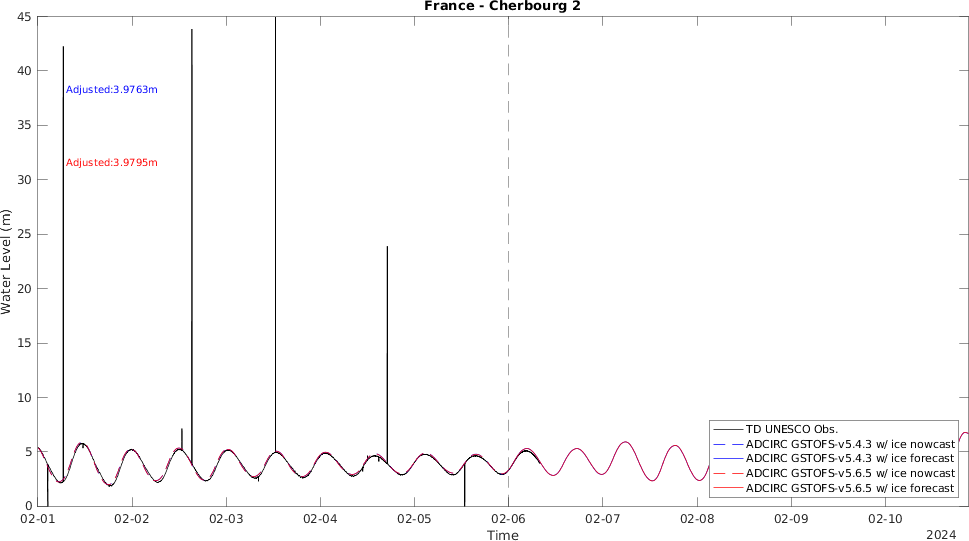 France - Cherbourg 2
45
40
35
30
25
20
15
10
5
0
Water Level (m)
Adjusted:3.9763m
Adjusted:3.9795m
TD UNESCO Obs.
ADCIRC GSTOFS-v5.4.3 w/ ice nowcast
ADCIRC GSTOFS-v5.4.3 w/ ice forecast
ADCIRC GSTOFS-v5.6.5 w/ ice nowcast
ADCIRC GSTOFS-v5.6.5 w/ ice forecast
02-01 02-02 02-03 02-04 02-05 02-06 02-07 02-08 02-09 02-10
Time
2024